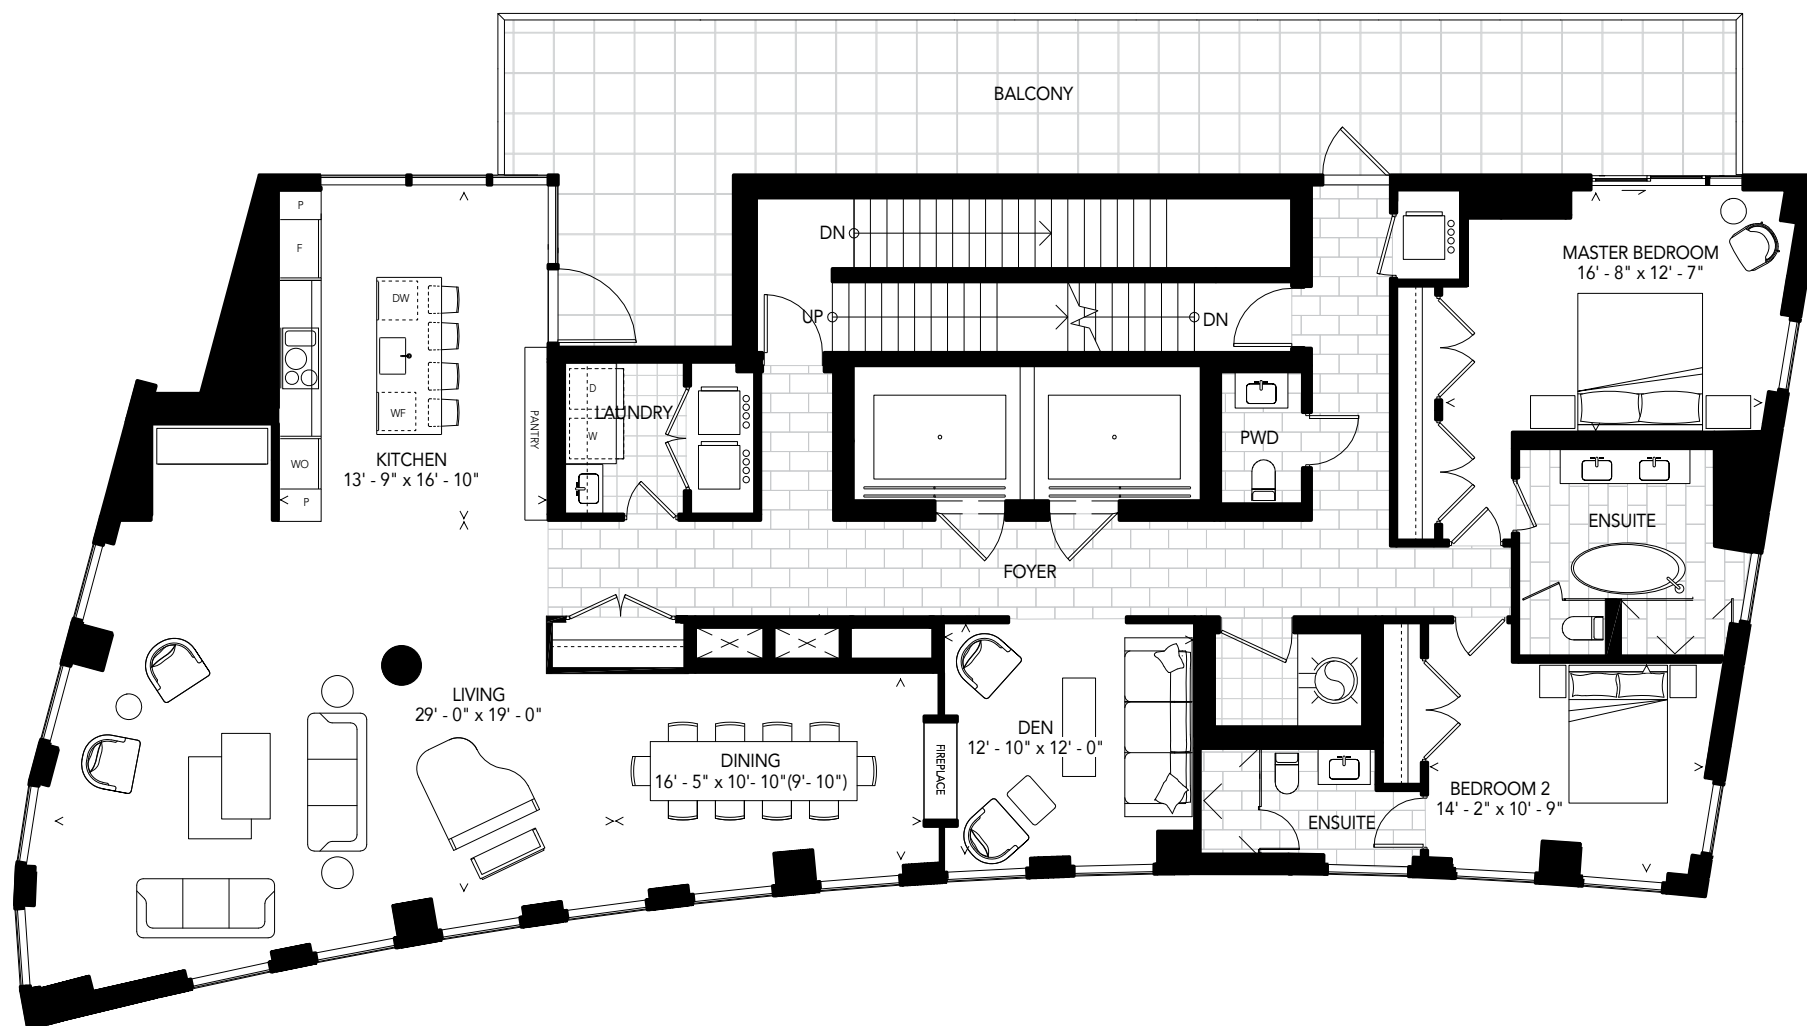 BALCONY
P
F
DN
MASTER BEDROOM
16' - 8" x 12' - 7"
DW
UP
DN
D
LAUNDRY
WF
W
PANTRY
PWD
KITCHEN
13' - 9" x 16' - 10"
WO
P
ENSUITE
FOYER
LIVING
29' - 0" x 19' - 0"
DEN
12' - 10" x 12' - 0"
DINING
16' - 5" x 10'- 10"(9'- 10")
FIREPLACE
BEDROOM 2
14' - 2" x 10' - 9"
ENSUITE